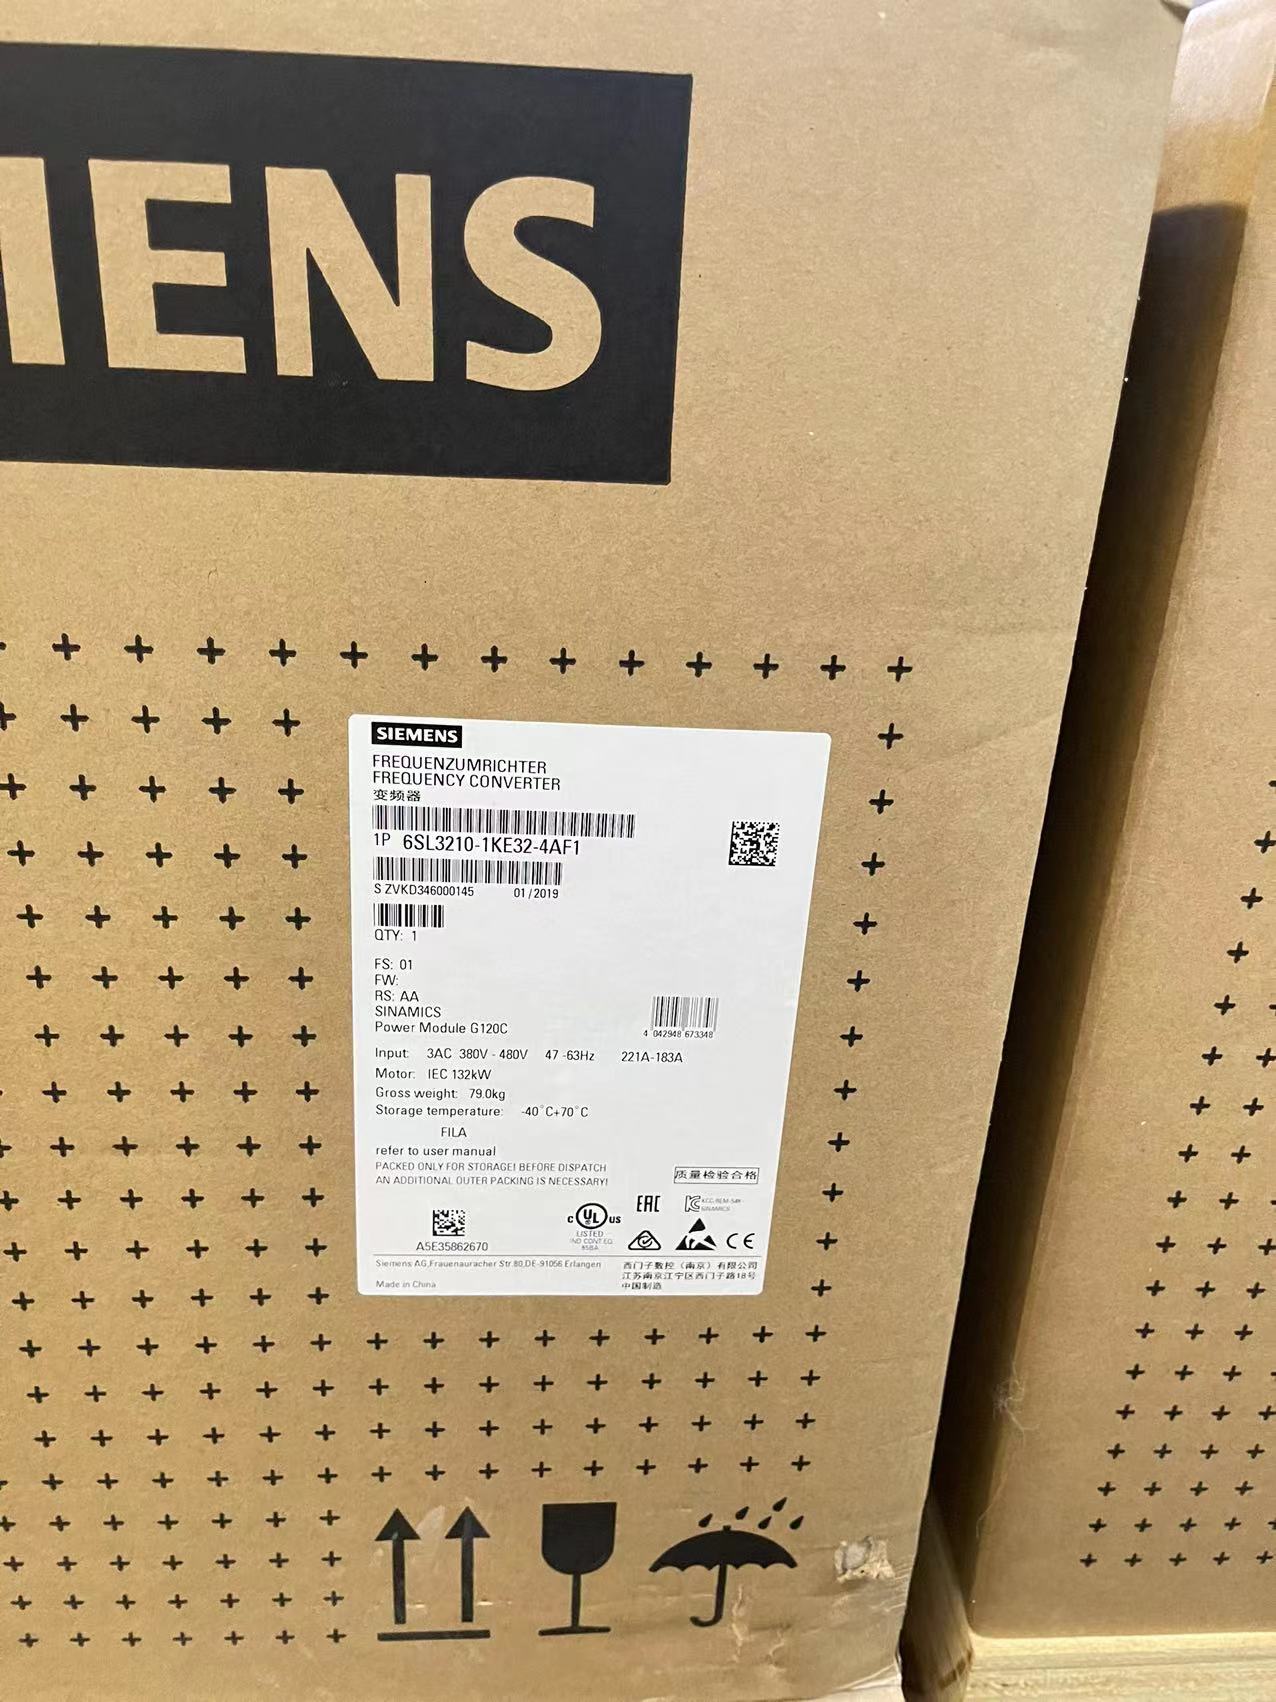 IENS
SIEMENS
FREQUENZUMRICHTER
FREQUENCY CONVERTER
变频器
1P 6SL3210-1KE32-4AF1
S ZVKD346000145 01/2019
QTY: 1
FS: 01
FW:
RS: AA
SINAMICS
Power Module G120C
4 042948 673348
Input: 3AC 380V - 480V 47 -63Hz 221A-183A
Motor: IEC 132kW
Gross weight: 79.0kg
Storage temperature: -40°C+70°C
FILA
refer to user manual
PACKED ONLY FOR STORAGE! BEFORE DISPATCH
AN ADDITIONAL OUTER PACKING IS NECESSARY!
质量检验合格
EAC
C UL US
LISTED
IND CONT EQ
CE
A5E35862670
Siemens AG,Frauenauracher Str.80,DE-91056 Erlangen
西门子数控（南京）有限公司
江苏南京江宁区西门子路18号
中国制造
Made in China